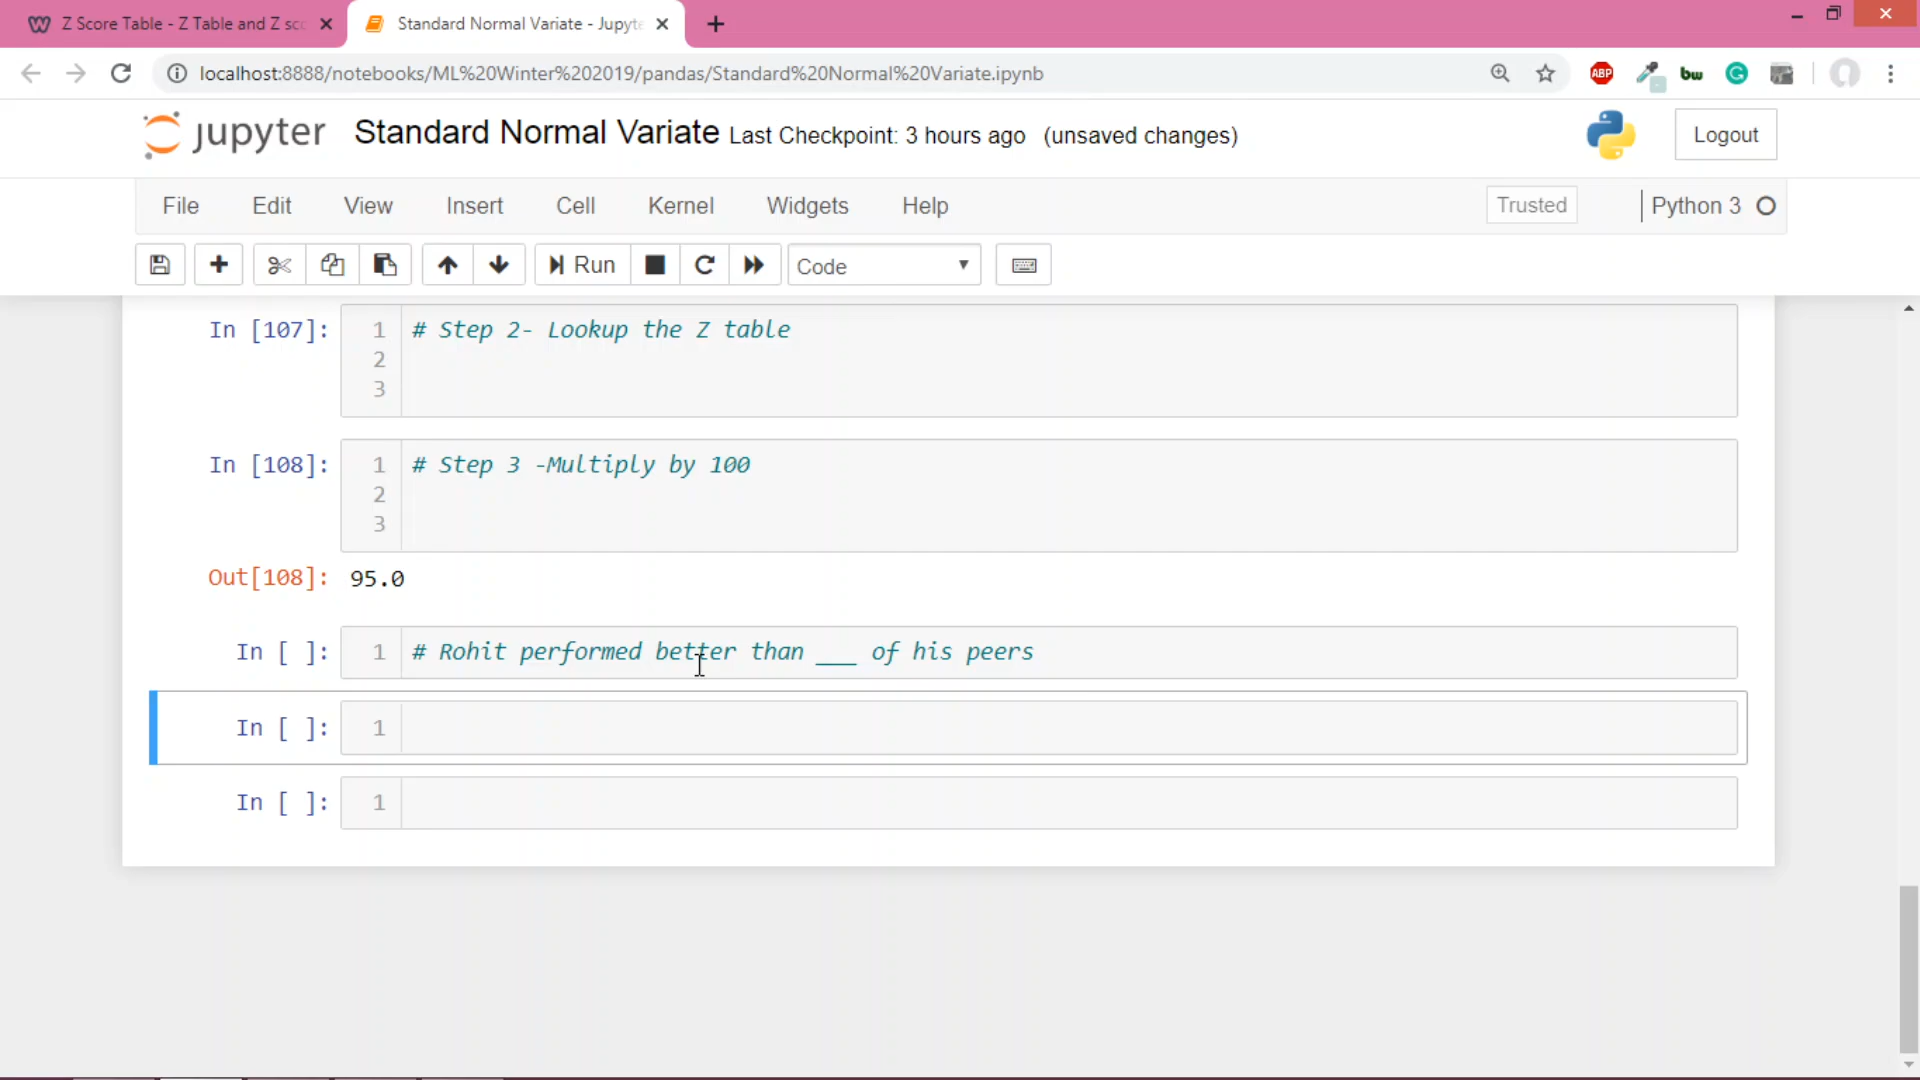 Z Score Table - Z Table and Z sc
Standard Normal Variate - Jupyt
localhost:8888/notebooks/ML%20Winter%202019/pandas/Standard%20Normal%20Variate.ipynb
ABP
bw
jupyter Standard Normal Variate Last Checkpoint: 3 hours ago (unsaved changes)
Logout
File Edit View Insert Cell Kernel Widgets Help
Trusted
Python 3
Run
Code
In [107]: 1 # Step 2- Lookup the Z table
2
3
In [108]: 1 # Step 3 -Multiply by 100
2
3
Out[108]: 95.0
In [ ]: 1 # Rohit performed better than ___ of his peers
In [ ]: 1
In [ ]: 1